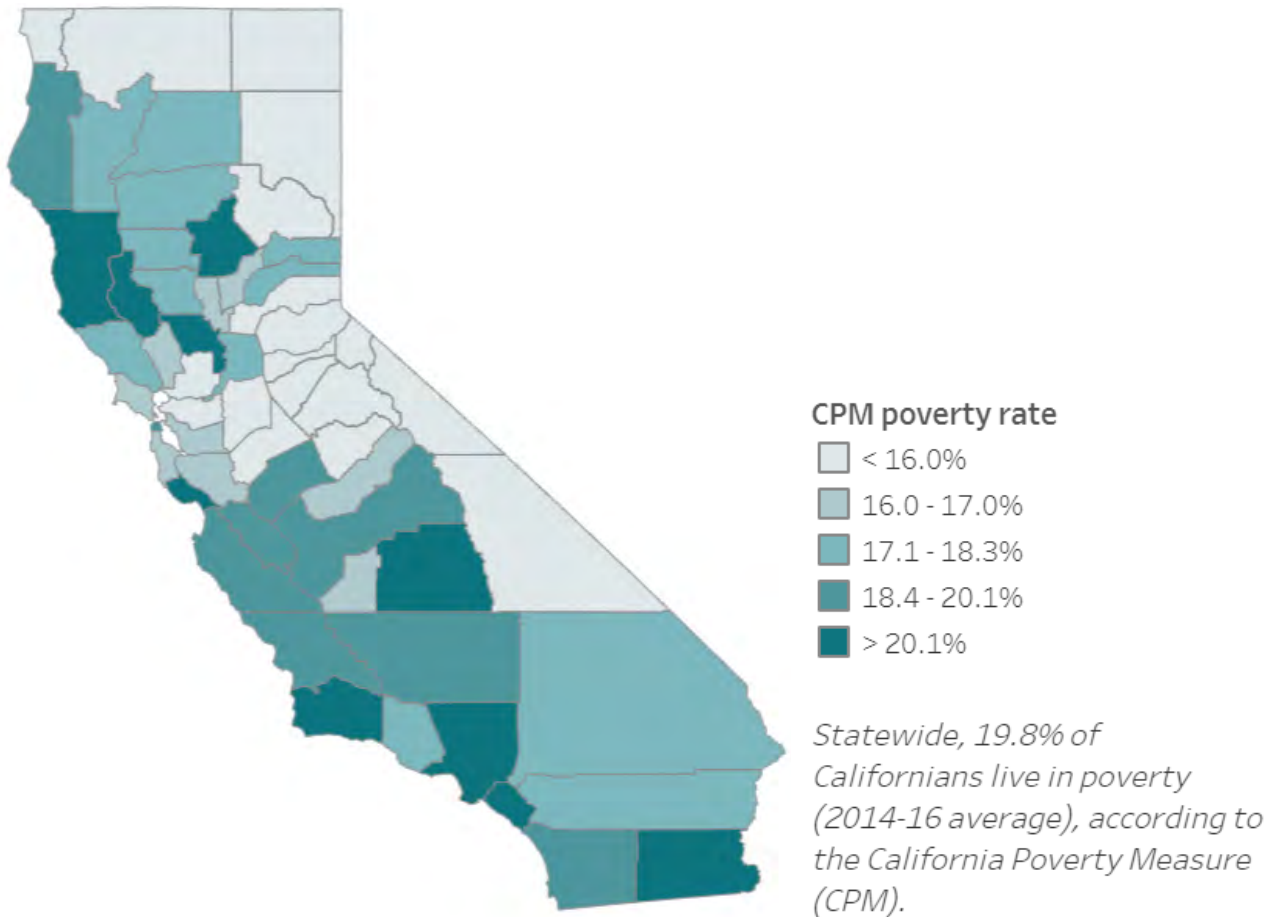 CPM poverty rate
< 16.0%
16.0 - 17.0%
17.1 - 18.3%
18.4 - 20.1%
> 20.1%
Statewide, 19.8% of
Californians live in poverty
(2014-16 average), according to
the California Poverty Measure
(CPM).